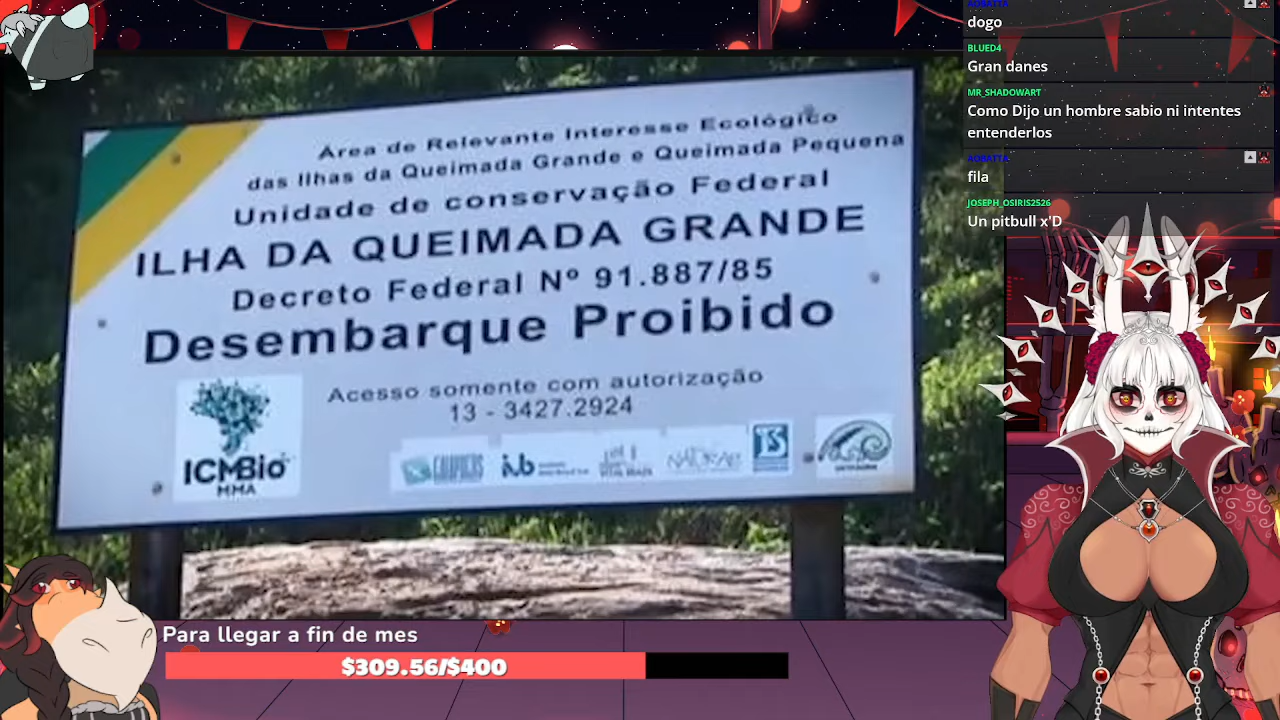 Área de Relevante Interesse Ecológico
das Ilhas da Queimada Grande e Queimada Pequena
Unidade de conservação Federal
ILHA DA QUEIMADA GRANDE
Decreto Federal Nº 91.887/85
Desembarque Proibido
Acesso somente com autorização
13 - 3427.2924
ICMBio
MMA
AOBATTA
dogo
BLUED4
Gran danes
MR_SHADOWART
Como Dijo un hombre sabio ni intentes
entenderlos
AOBATTA
fila
JOSEPH_OSIRIS2526
Un pitbull x'D
Para llegar a fin de mes
$309.56/$400